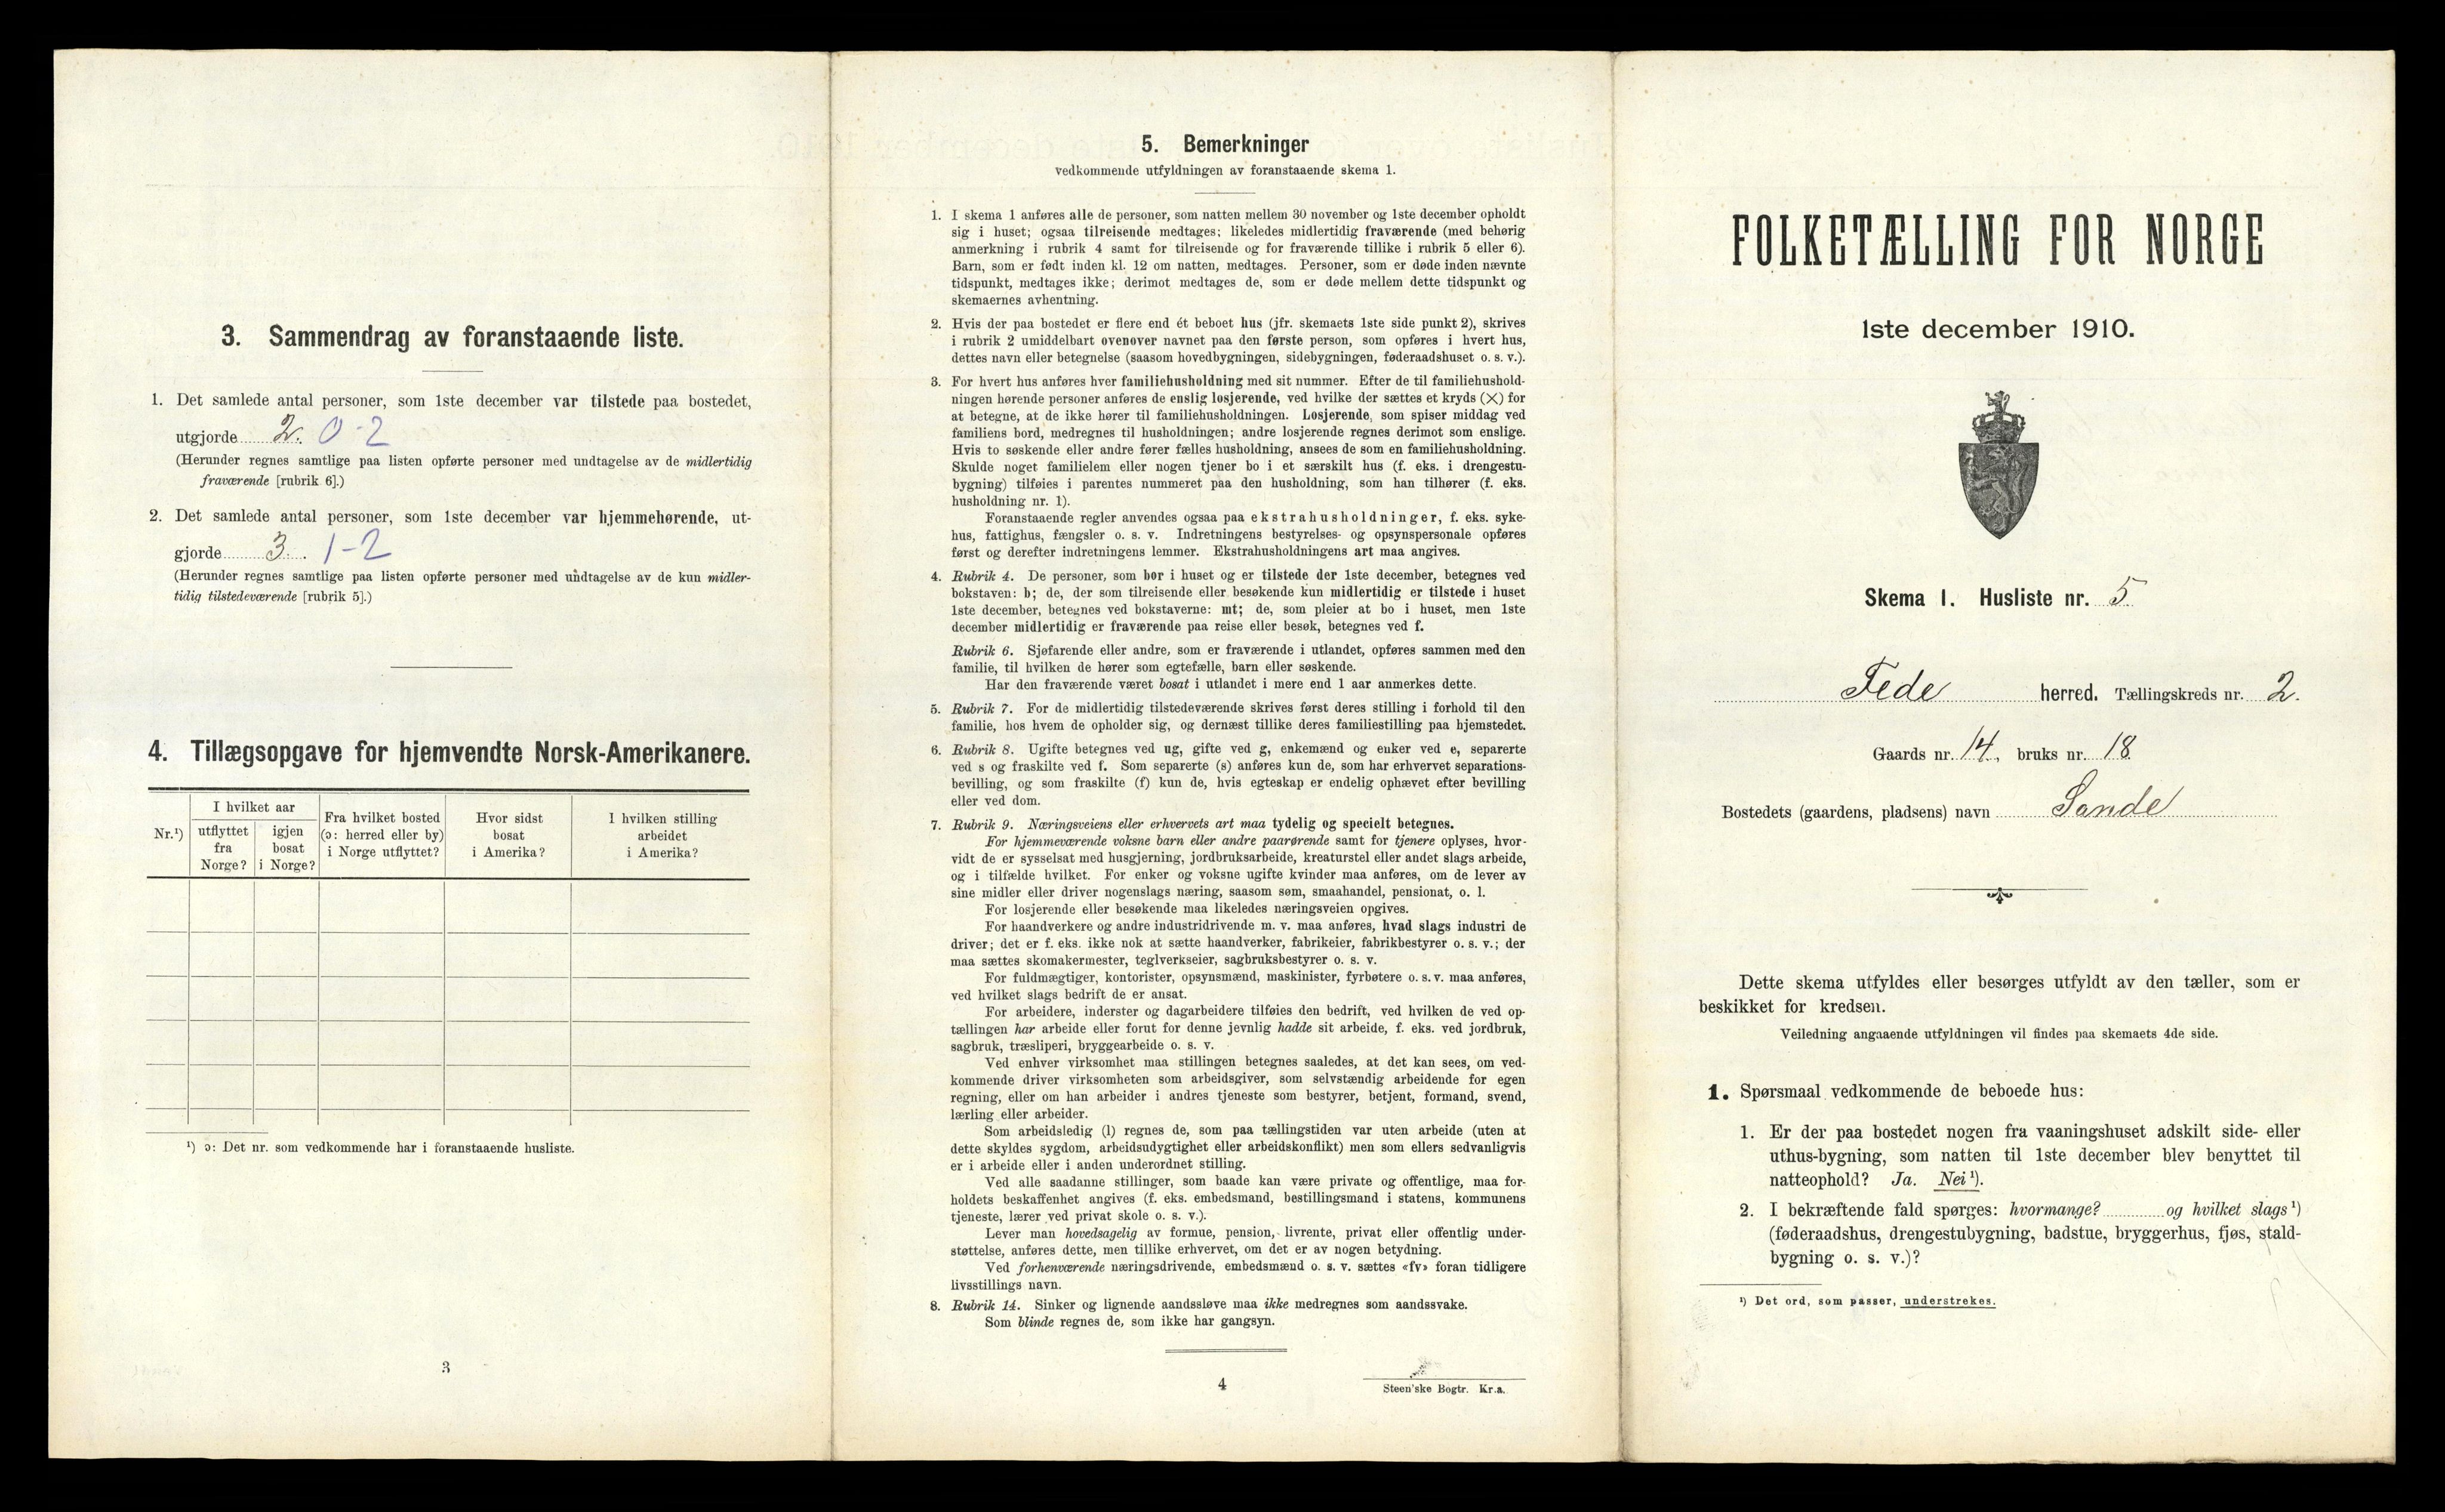 3. Sammendrag av foranstaaende liste.
1. Det samlede antal personer, som 1ste december var tilstede paa bostedet,
utgjorde 2. 0-2
(Herunder regnes samtlige paa listen opførte personer med undtagelse av de midlertidig
fraværende [rubrik 6].)
2. Det samlede antal personer, som 1ste december var hjemmehørende, ut-
gjorde 3. 1-2
(Herunder regnes samtlige paa listen opførte personer med undtagelse av de kun midler-
tidig tilstedeværende [rubrik 5].)
4. Tillægsopgave for hjemvendte Norsk-Amerikanere.
Nr.¹)
I hvilket aar
utflyttet
fra
Norge?
igjen
bosat
i Norge?
Fra hvilket bosted
(ɔ: herred eller by)
i Norge utflyttet?
Hvor sidst
bosat
i Amerika?
I hvilken stilling
arbeidet
i Amerika?
¹) ɔ: Det nr. som vedkommende har i foranstaaende husliste.
3
5. Bemerkninger
vedkommende utfyldningen av foranstaaende skema 1.
1. I skema 1 anføres alle de personer, som natten mellem 30 november og 1ste december opholdt
sig i huset; ogsaa tilreisende medtages; likeledes midlertidig fraværende (med behørig
anmerkning i rubrik 4 samt for tilreisende og for fraværende tillike i rubrik 5 eller 6).
Barn, som er født inden kl. 12 om natten, medtages. Personer, som er døde inden nævnte
tidspunkt, medtages ikke; derimot medtages de, som er døde mellem dette tidspunkt og
skemaernes avhentning.
2. Hvis der paa bostedet er flere end ét beboet hus (jfr. skemaets 1ste side punkt 2), skrives
i rubrik 2 umiddelbart ovenover navnet paa den første person, som opføres i hvert hus,
dettes navn eller betegnelse (saasom hovedbygningen, sidebygningen, føderaadshuset o. s. v.).
3. For hvert hus anføres hver familiehusholdning med sit nummer. Efter de til familiehushold-
ningen hørende personer anføres de enslig losjerende, ved hvilke der sættes et kryds (×) for
at betegne, at de ikke hører til familiehusholdningen. Losjerende, som spiser middag ved
familiens bord, medregnes til husholdningen; andre losjerende regnes derimot som enslige.
Hvis to søskende eller andre fører fælles husholdning, ansees de som en familiehusholdning.
Skulde noget familielem eller nogen tjener bo i et særskilt hus (f. eks. i drengestu-
bygning) tilføies i parentes nummeret paa den husholdning, som han tilhører (f. eks.
husholdning nr. 1).
Foranstaaende regler anvendes ogsaa paa ekstrahusholdninger, f. eks. syke-
hus, fattighus, fængsler o. s. v. Indretningens bestyrelses- og opsynspersonale opføres
først og derefter indretningens lemmer. Ekstrahusholdningens art maa angives.
4. Rubrik 4. De personer, som bor i huset og er tilstede der 1ste december, betegnes ved
bokstaven: b; de, der som tilreisende eller besøkende kun midlertidig er tilstede i huset
1ste december, betegnes ved bokstaverne: mt; de, som pleier at bo i huset, men 1ste
december midlertidig er fraværende paa reise eller besøk, betegnes ved f.
Rubrik 6. Sjøfarende eller andre, som er fraværende i utlandet, opføres sammen med den
familie, til hvilken de hører som egtefælle, barn eller søskende.
Har den fraværende været bosat i utlandet i mere end 1 aar anmerkes dette.
5. Rubrik 7. For de midlertidig tilstedeværende skrives først deres stilling i forhold til den
familie, hos hvem de opholder sig, og dernæst tillike deres familiestilling paa hjemstedet.
6. Rubrik 8. Ugifte betegnes ved ug, gifte ved g, enkemænd og enker ved e, separerte
ved s og fraskilte ved f. Som separerte (s) anføres kun de, som har erhvervet separations-
bevilling, og som fraskilte (f) kun de, hvis egteskap er endelig ophævet efter bevilling
eller ved dom.
7. Rubrik 9. Næringsveiens eller erhvervets art maa tydelig og specielt betegnes.
For hjemmeværende voksne barn eller andre paarørende samt for tjenere oplyses, hvor-
vidt de er sysselsat med husgjerning, jordbruksarbeide, kreaturstel eller andet slags arbeide,
og i tilfælde hvilket. For enker og voksne ugifte kvinder maa anføres, om de lever av
sine midler eller driver nogenslags næring, saasom søm, smaahandel, pensionat, o. l.
For losjerende eller besøkende maa likeledes næringsveien opgives.
For haandverkere og andre industridrivende m. v. maa anføres, hvad slags industri de
driver; det er f. eks. ikke nok at sætte haandverker, fabrikeier, fabrikbestyrer o. s. v.; der
maa sættes skomakermester, teglverkseier, sagbruksbestyrer o. s. v.
For fuldmægtiger, kontorister, opsynsmænd, maskinister, fyrbøtere o. s. v. maa anføres,
ved hvilket slags bedrift de er ansat.
For arbeidere, inderster og dagarbeidere tilføies den bedrift, ved hvilken de ved op-
tællingen har arbeide eller forut for denne jevnlig hadde sit arbeide, f. eks. ved jordbruk,
sagbruk, træsliperi, bryggearbeide o. s. v.
Ved enhver virksomhet maa stillingen betegnes saaledes, at det kan sees, om ved-
kommende driver virksomheten som arbeidsgiver, som selvstændig arbeidende for egen
regning, eller om han arbeider i andres tjeneste som bestyrer, betjent, formand, svend,
lærling eller arbeider.
Som arbeidsledig (l) regnes de, som paa tællingstiden var uten arbeide (uten at
dette skyldes sygdom, arbeidsudygtighet eller arbeidskonflikt) men som ellers sedvanligvis
er i arbeide eller i anden underordnet stilling.
Ved alle saadanne stillinger, som baade kan være private og offentlige, maa for-
holdets beskaffenhet angives (f. eks. embedsmand, bestillingsmand i statens, kommunens
tjeneste, lærer ved privat skole o. s. v.).
Lever man hovedsagelig av formue, pension, livrente, privat eller offentlig under-
støttelse, anføres dette, men tillike erhvervet, om det er av nogen betydning.
Ved forhenværende næringsdrivende, embedsmænd o. s. v. sættes «fv» foran tidligere
livsstillings navn.
8. Rubrik 14. Sinker og lignende aandssløve maa ikke medregnes som aandssvake.
Som blinde regnes de, som ikke har gangsyn.
4
Steen'ske Bogtr. Kr.a.
FOLKETÆLLING FOR NORGE
1ste december 1910.
Skema 1. Husliste nr. 5
Fede herred. Tællingskreds nr. 2.
Gaards nr. 14, bruks nr. 18
Bostedets (gaardens, pladsens) navn Sande
Dette skema utfyldes eller besørges utfyldt av den tæller, som er
beskikket for kredsen.
Veiledning angaaende utfyldningen vil findes paa skemaets 4de side.
1. Spørsmaal vedkommende de beboede hus:
1. Er der paa bostedet nogen fra vaaningshuset adskilt side- eller
uthus-bygning, som natten til 1ste december blev benyttet til
natteophold? Ja. Nei¹).
2. I bekræftende fald spørges: hvormange? og hvilket slags¹)
(føderaadshus, drengestubygning, badstue, bryggerhus, fjøs, stald-
bygning o. s. v.)?
¹) Det ord, som passer, understrekes.